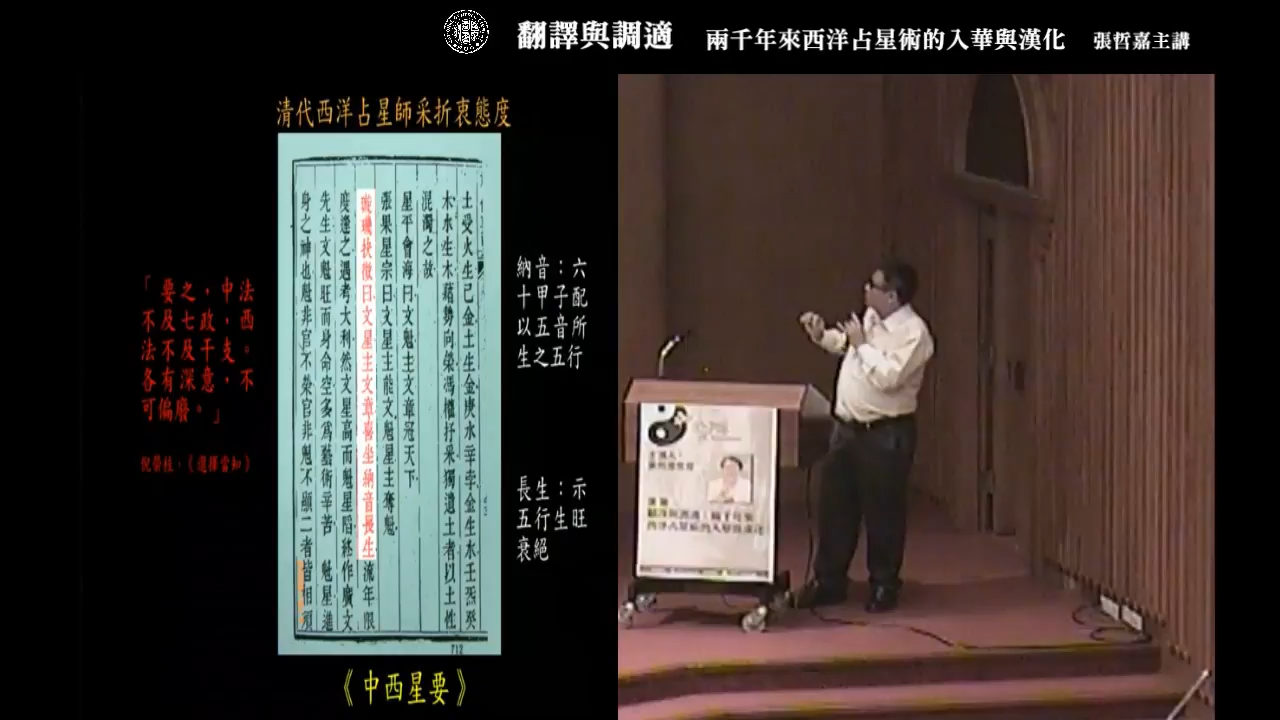 翻譯與調適
兩千年來西洋占星術的入華與漢化
張哲嘉主講
清代西洋占星師采折衷態度
土受火生己金土生金庚水辛孛金生水壬炁癸
木水生木藉勢向榮馮權抒采獨遺土者以土性
混濁之故
星平會海曰文魁主文章冠天下
張果星宗曰文星主能文魁星主奪魁
璇璣抉微曰文星主文章喜坐納音長生流年限
度逢之遇考大利然文星高而魁星陷終作廣文
先生文魁旺而身命空多為藝術辛苦 魁星進
身之神也魁非官不榮官非魁不顯二者皆相須
712
納音：六
十甲子配
以五音所
生之五行
長生：示
五行生旺
衰絕
「要之，中法
不及七政，西
法不及干支。
各有深意，不
可偏廢。」
倪榮桂，《選擇當知》
《中西星要》
主講人：